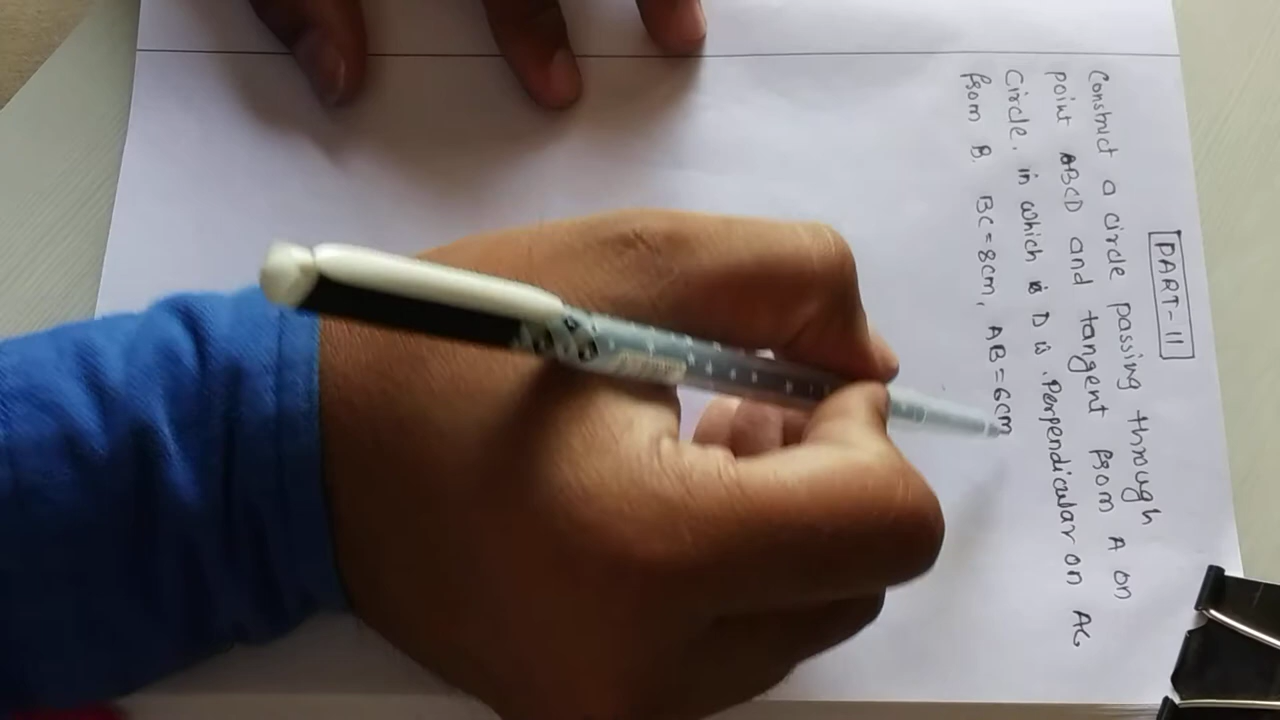 PART-II
Construct a circle passing through
point ABCD and tangent from A on
Circle. in which is D is Perpendicular on AC
from B. BC=8cm, AB=6cm